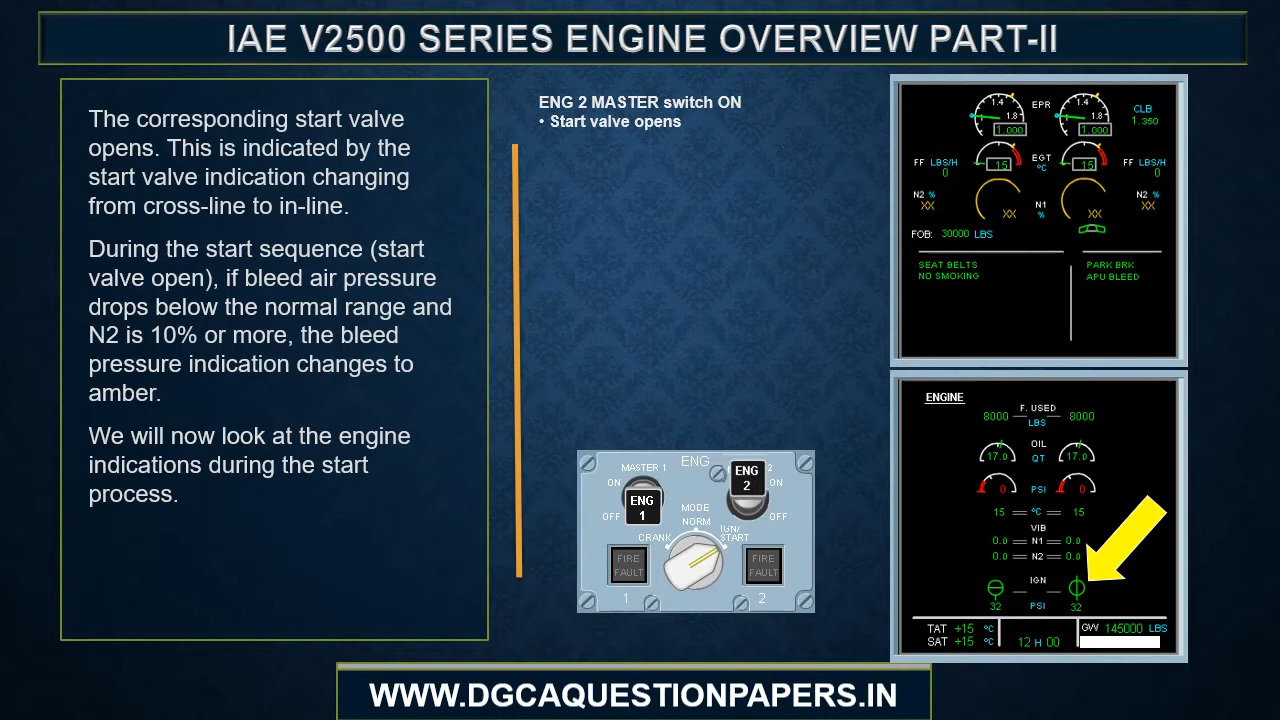 IAE V2500 SERIES ENGINE OVERVIEW PART-II
The corresponding start valve
opens. This is indicated by the
start valve indication changing
from cross-line to in-line.
During the start sequence (start
valve open), if bleed air pressure
drops below the normal range and
N2 is 10% or more, the bleed
pressure indication changes to
amber.
We will now look at the engine
indications during the start
process.
ENG 2 MASTER switch ON
• Start valve opens
MASTER 1 ENG 2
ON ENG 1 OFF
ENG 2 ON OFF
MODE
NORM
CRANK IGN/START
FIRE FAULT FIRE FAULT
1 2
1.4 EPR 1.4 CLB
1.8 1.8 1.350
1.000 1.000
FF LBS/H EGT FF LBS/H
0 15 °C 15 0
N2 % N1 N2 %
XX XX % XX XX
FOB: 30000 LBS
SEAT BELTS PARK BRK
NO SMOKING APU BLEED
ENGINE
F. USED
8000 LBS 8000
OIL
17.0 QT 17.0
0 PSI 0
15 °C 15
VIB
0.0 N1 0.0
0.0 N2 0.0
IGN
32 PSI 32
TAT +15 °C GW 145000 LBS
SAT +15 °C 12 H 00
WWW.DGCAQUESTIONPAPERS.IN